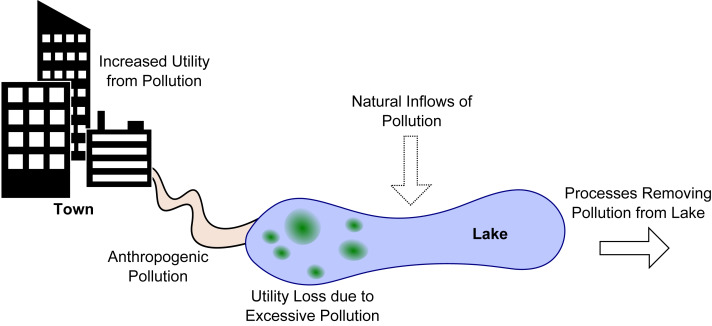 Increased Utility
from Pollution
Town
Anthropogenic
Pollution
Natural Inflows of
Pollution
Lake
Utility Loss due to
Excessive Pollution
Processes Removing
Pollution from Lake